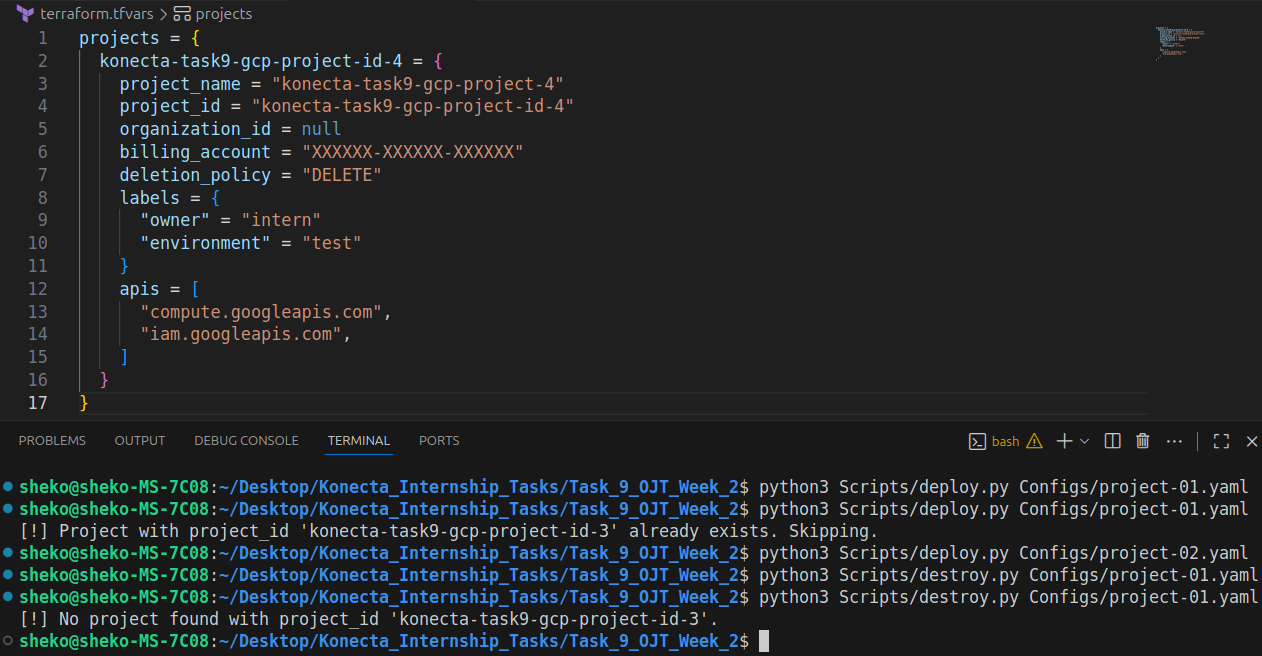 terraform.tfvars > projects
1 projects = {
2 konecta-task9-gcp-project-id-4 = {
3 project_name = "konecta-task9-gcp-project-4"
4 project_id = "konecta-task9-gcp-project-id-4"
5 organization_id = null
6 billing_account = "XXXXXX-XXXXXX-XXXXXX"
7 deletion_policy = "DELETE"
8 labels = {
9 "owner" = "intern"
10 "environment" = "test"
11 }
12 apis = [
13 "compute.googleapis.com",
14 "iam.googleapis.com",
15 ]
16 }
17 }
PROBLEMS OUTPUT DEBUG CONSOLE TERMINAL PORTS bash
sheko@sheko-MS-7C08:~/Desktop/Konecta_Internship_Tasks/Task_9_OJT_Week_2$ python3 Scripts/deploy.py Configs/project-01.yaml
sheko@sheko-MS-7C08:~/Desktop/Konecta_Internship_Tasks/Task_9_OJT_Week_2$ python3 Scripts/deploy.py Configs/project-01.yaml
[!] Project with project_id 'konecta-task9-gcp-project-id-3' already exists. Skipping.
sheko@sheko-MS-7C08:~/Desktop/Konecta_Internship_Tasks/Task_9_OJT_Week_2$ python3 Scripts/deploy.py Configs/project-02.yaml
sheko@sheko-MS-7C08:~/Desktop/Konecta_Internship_Tasks/Task_9_OJT_Week_2$ python3 Scripts/destroy.py Configs/project-01.yaml
sheko@sheko-MS-7C08:~/Desktop/Konecta_Internship_Tasks/Task_9_OJT_Week_2$ python3 Scripts/destroy.py Configs/project-01.yaml
[!] No project found with project_id 'konecta-task9-gcp-project-id-3'.
sheko@sheko-MS-7C08:~/Desktop/Konecta_Internship_Tasks/Task_9_OJT_Week_2$